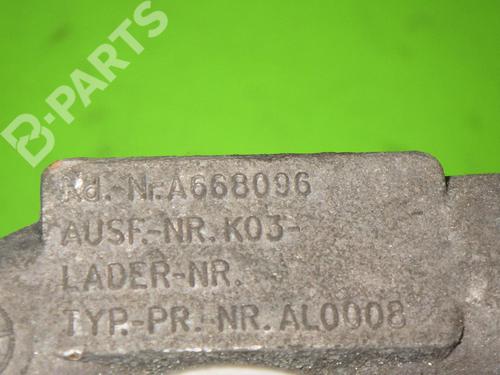 B-PARTS
Kd.-Nr.A668096
AUSF.-NR. K03-
LADER-NR.
TYP.-PR. NR. AL0008